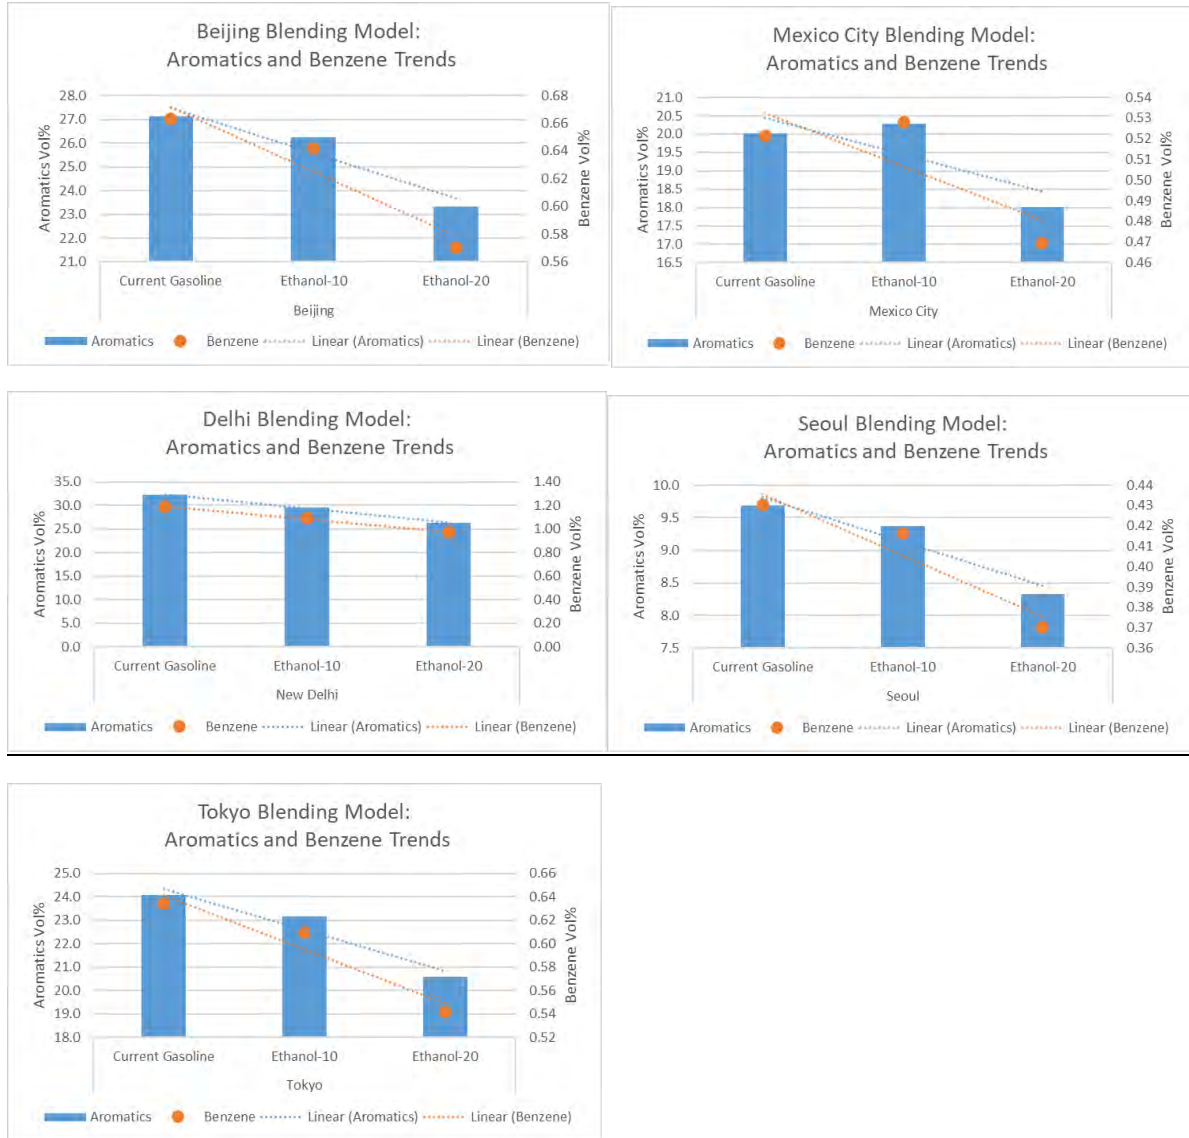 Beijing Blending Model:
Aromatics and Benzene Trends
Aromatics Vol%
28.0
27.0
26.0
25.0
24.0
23.0
22.0
21.0
0.68
0.66
0.64
0.62
0.60
0.58
0.56
Benzene Vol%
Current Gasoline Ethanol-10 Ethanol-20
Beijing
Aromatics Benzene Linear (Aromatics) Linear (Benzene)
Mexico City Blending Model:
Aromatics and Benzene Trends
Aromatics Vol%
21.0
20.5
20.0
19.5
19.0
18.5
18.0
17.5
17.0
16.5
0.54
0.53
0.52
0.51
0.50
0.49
0.48
0.47
0.46
Benzene Vol%
Current Gasoline Ethanol-10 Ethanol-20
Mexico City
Aromatics Benzene Linear (Aromatics) Linear (Benzene)
Delhi Blending Model:
Aromatics and Benzene Trends
Aromatics Vol%
35.0
30.0
25.0
20.0
15.0
10.0
5.0
0.0
1.40
1.20
1.00
0.80
0.60
0.40
0.20
0.00
Benzene Vol%
Current Gasoline Ethanol-10 Ethanol-20
New Delhi
Aromatics Benzene Linear (Aromatics) Linear (Benzene)
Seoul Blending Model:
Aromatics and Benzene Trends
Aromatics Vol%
10.0
9.5
9.0
8.5
8.0
7.5
0.44
0.43
0.42
0.41
0.40
0.39
0.38
0.37
0.36
Benzene Vol%
Current Gasoline Ethanol-10 Ethanol-20
Seoul
Aromatics Benzene Linear (Aromatics) Linear (Benzene)
Tokyo Blending Model:
Aromatics and Benzene Trends
Aromatics Vol%
25.0
24.0
23.0
22.0
21.0
20.0
19.0
18.0
0.66
0.64
0.62
0.60
0.58
0.56
0.54
0.52
Benzene Vol%
Current Gasoline Ethanol-10 Ethanol-20
Tokyo
Aromatics Benzene Linear (Aromatics) Linear (Benzene)